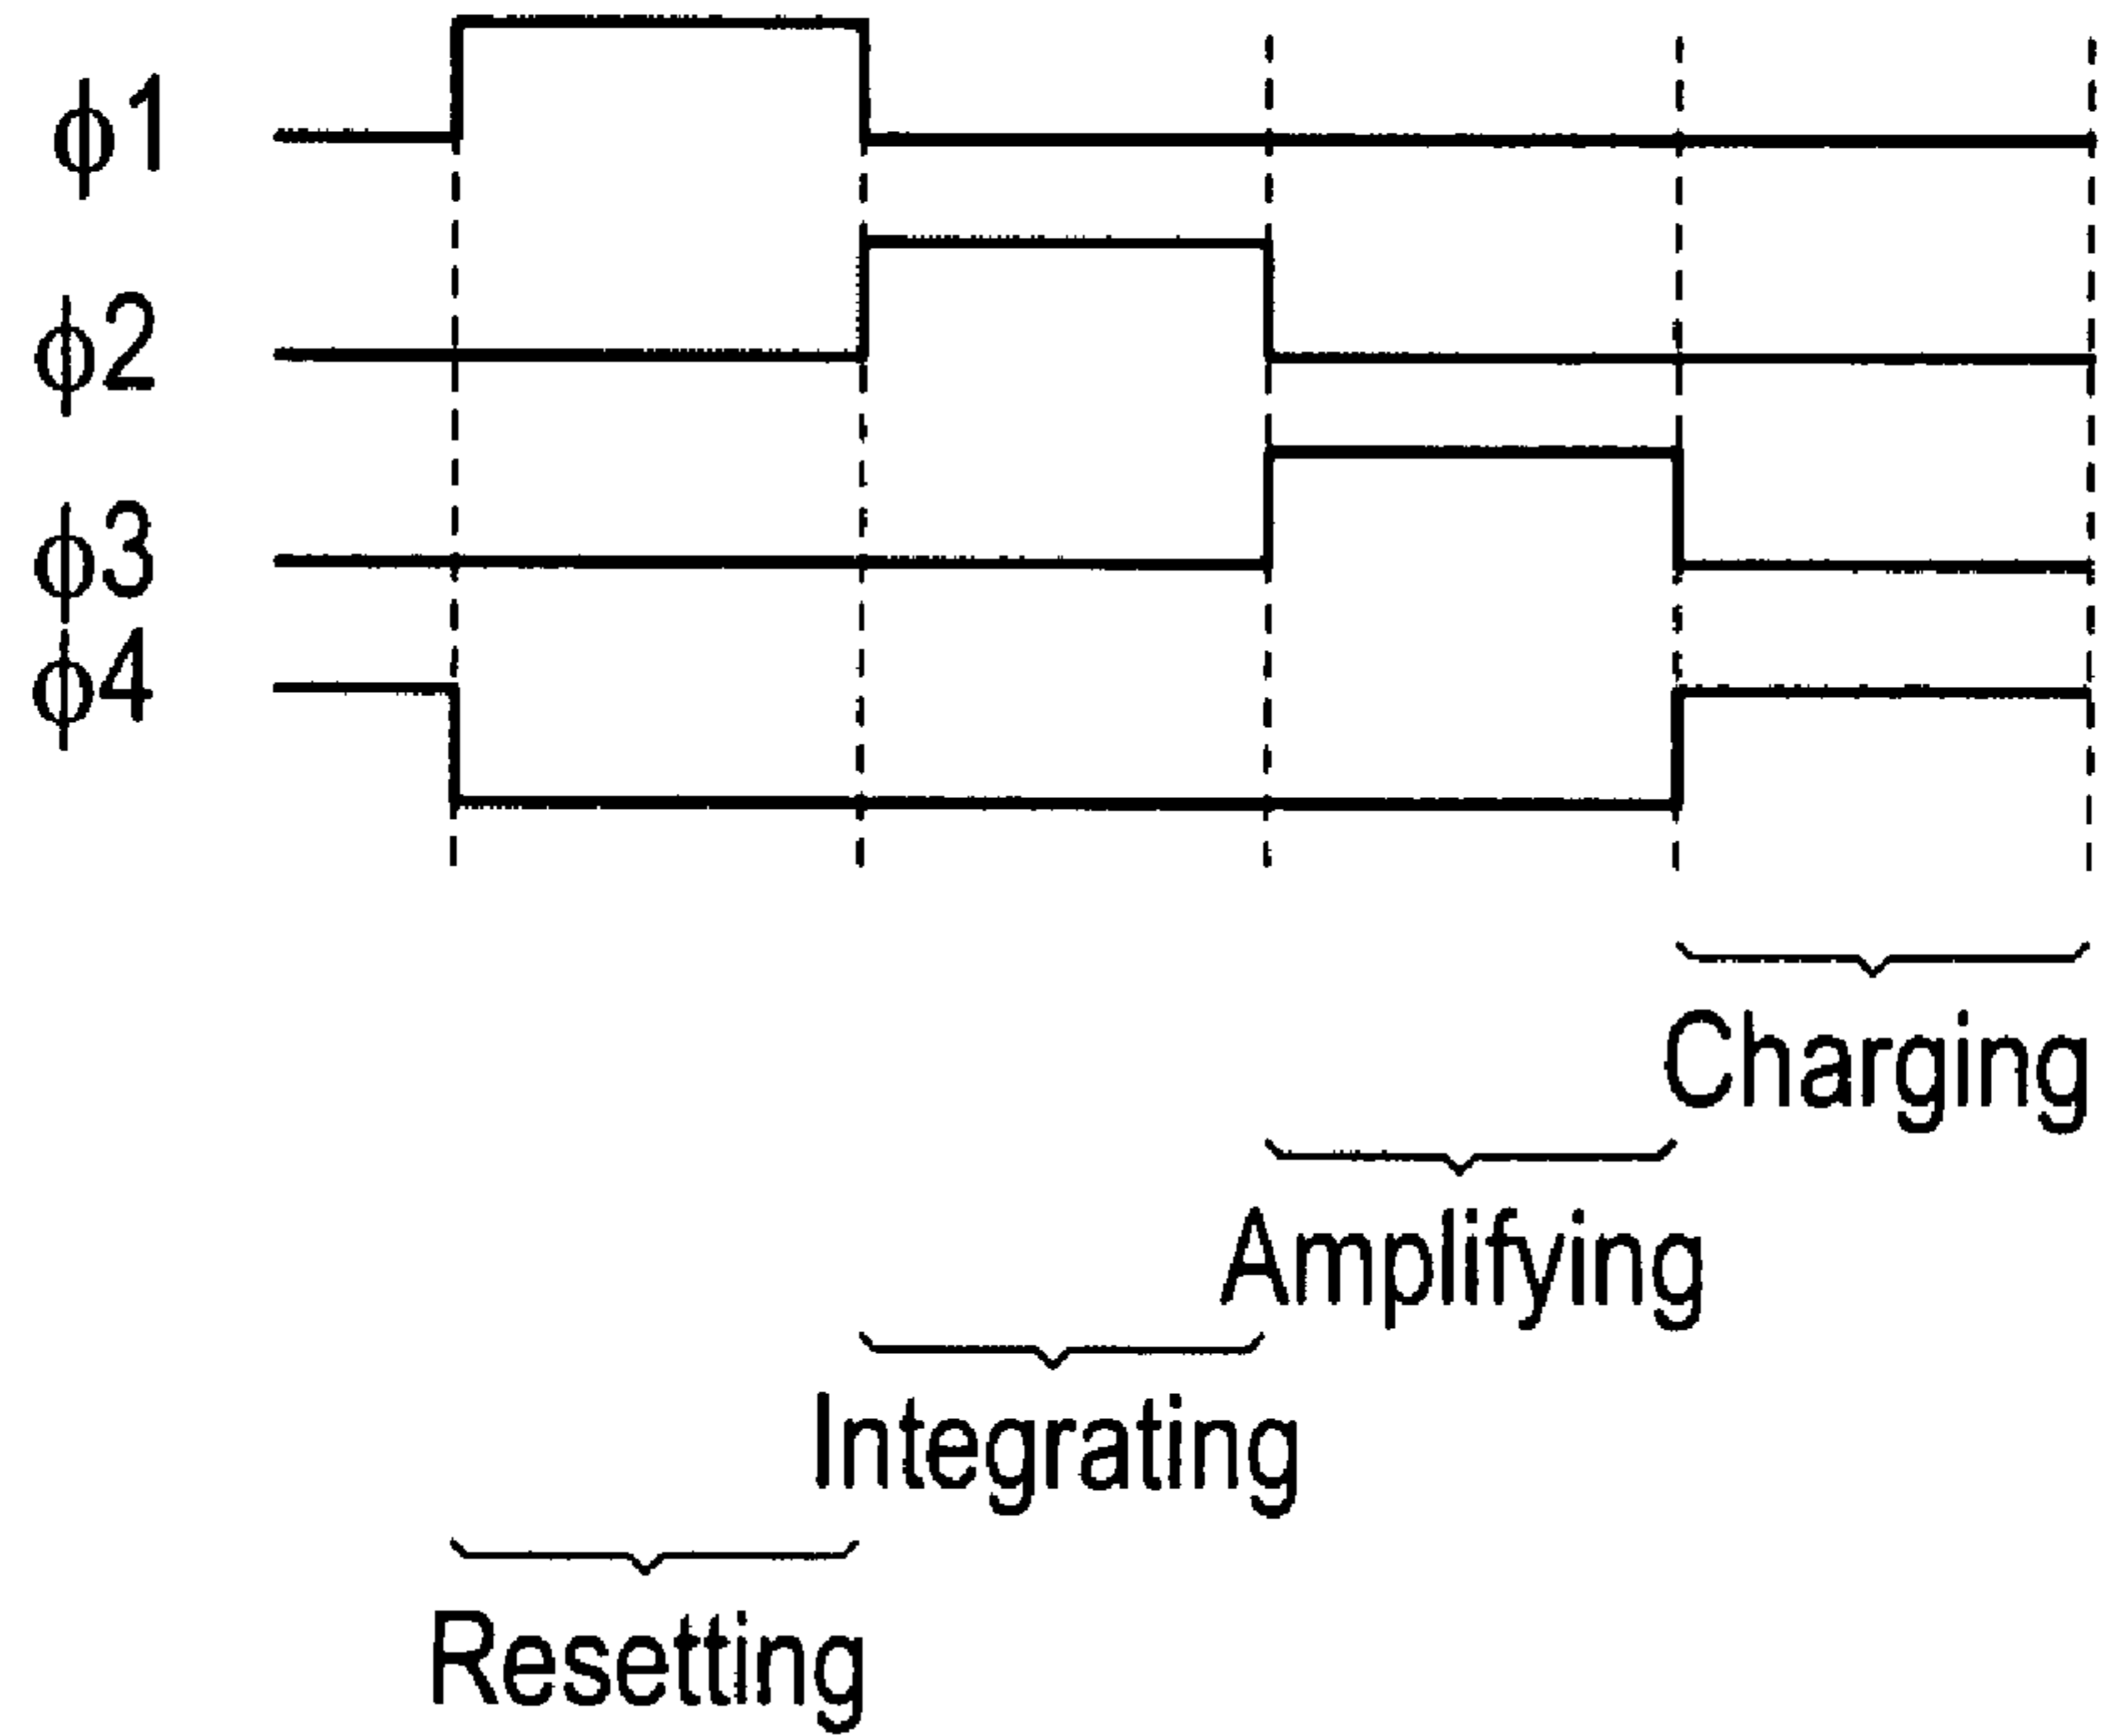 ϕ1
ϕ2
ϕ3
ϕ4
Charging
Amplifying
Integrating
Resetting